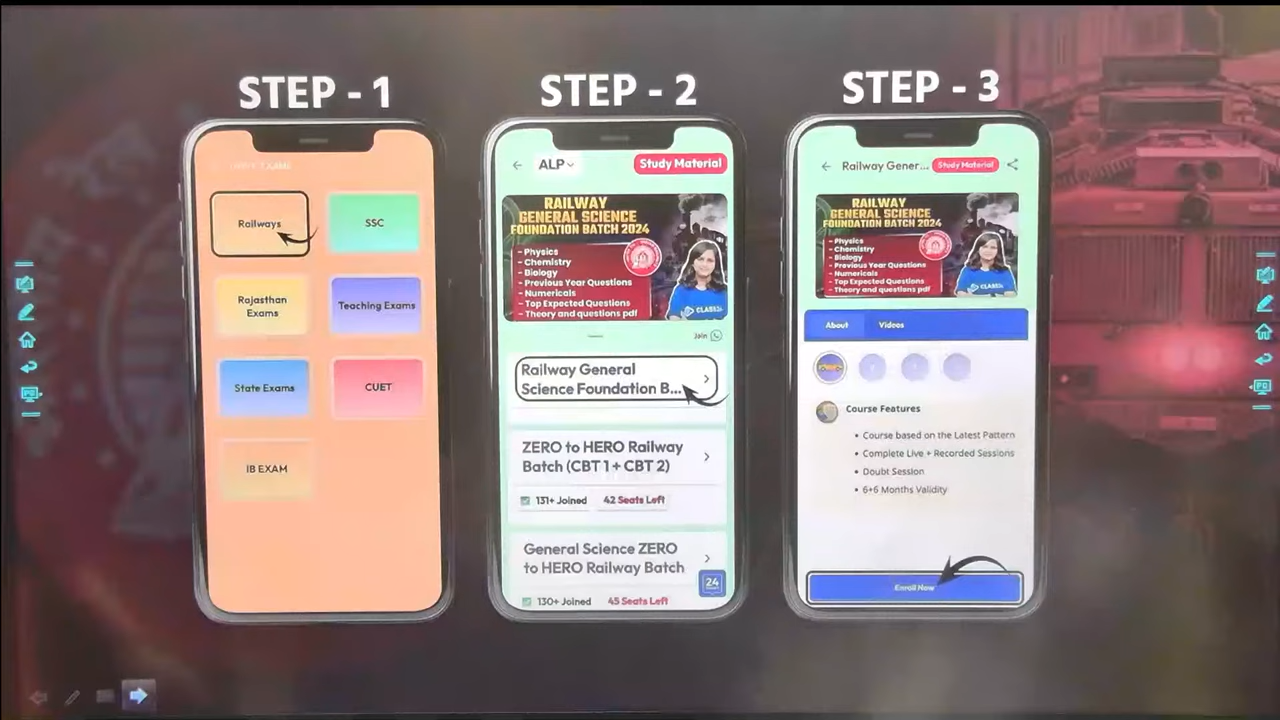 STEP - 1
Railways
SSC
Rajasthan
Exams
Teaching Exams
State Exams
CUET
IB EXAM
STEP - 2
ALP
Study Material
RAILWAY
GENERAL SCIENCE
FOUNDATION BATCH 2024
- Physics
- Chemistry
- Biology
- Previous Year Questions
- Numericals
- Top Expected Questions
- Theory and questions pdf
Join
Railway General
Science Foundation B...
ZERO to HERO Railway
Batch (CBT 1 + CBT 2)
131+ Joined
42 Seats Left
General Science ZERO
to HERO Railway Batch
130+ Joined
45 Seats Left
24
STEP - 3
Railway Gener...
Study Material
RAILWAY
GENERAL SCIENCE
FOUNDATION BATCH 2024
- Physics
- Chemistry
- Biology
- Previous Year Questions
- Numericals
- Top Expected Questions
- Theory and questions pdf
About
Videos
Course Features
• Course based on the Latest Pattern
• Complete Live + Recorded Sessions
• Doubt Session
• 6+6 Months Validity
Enroll Now